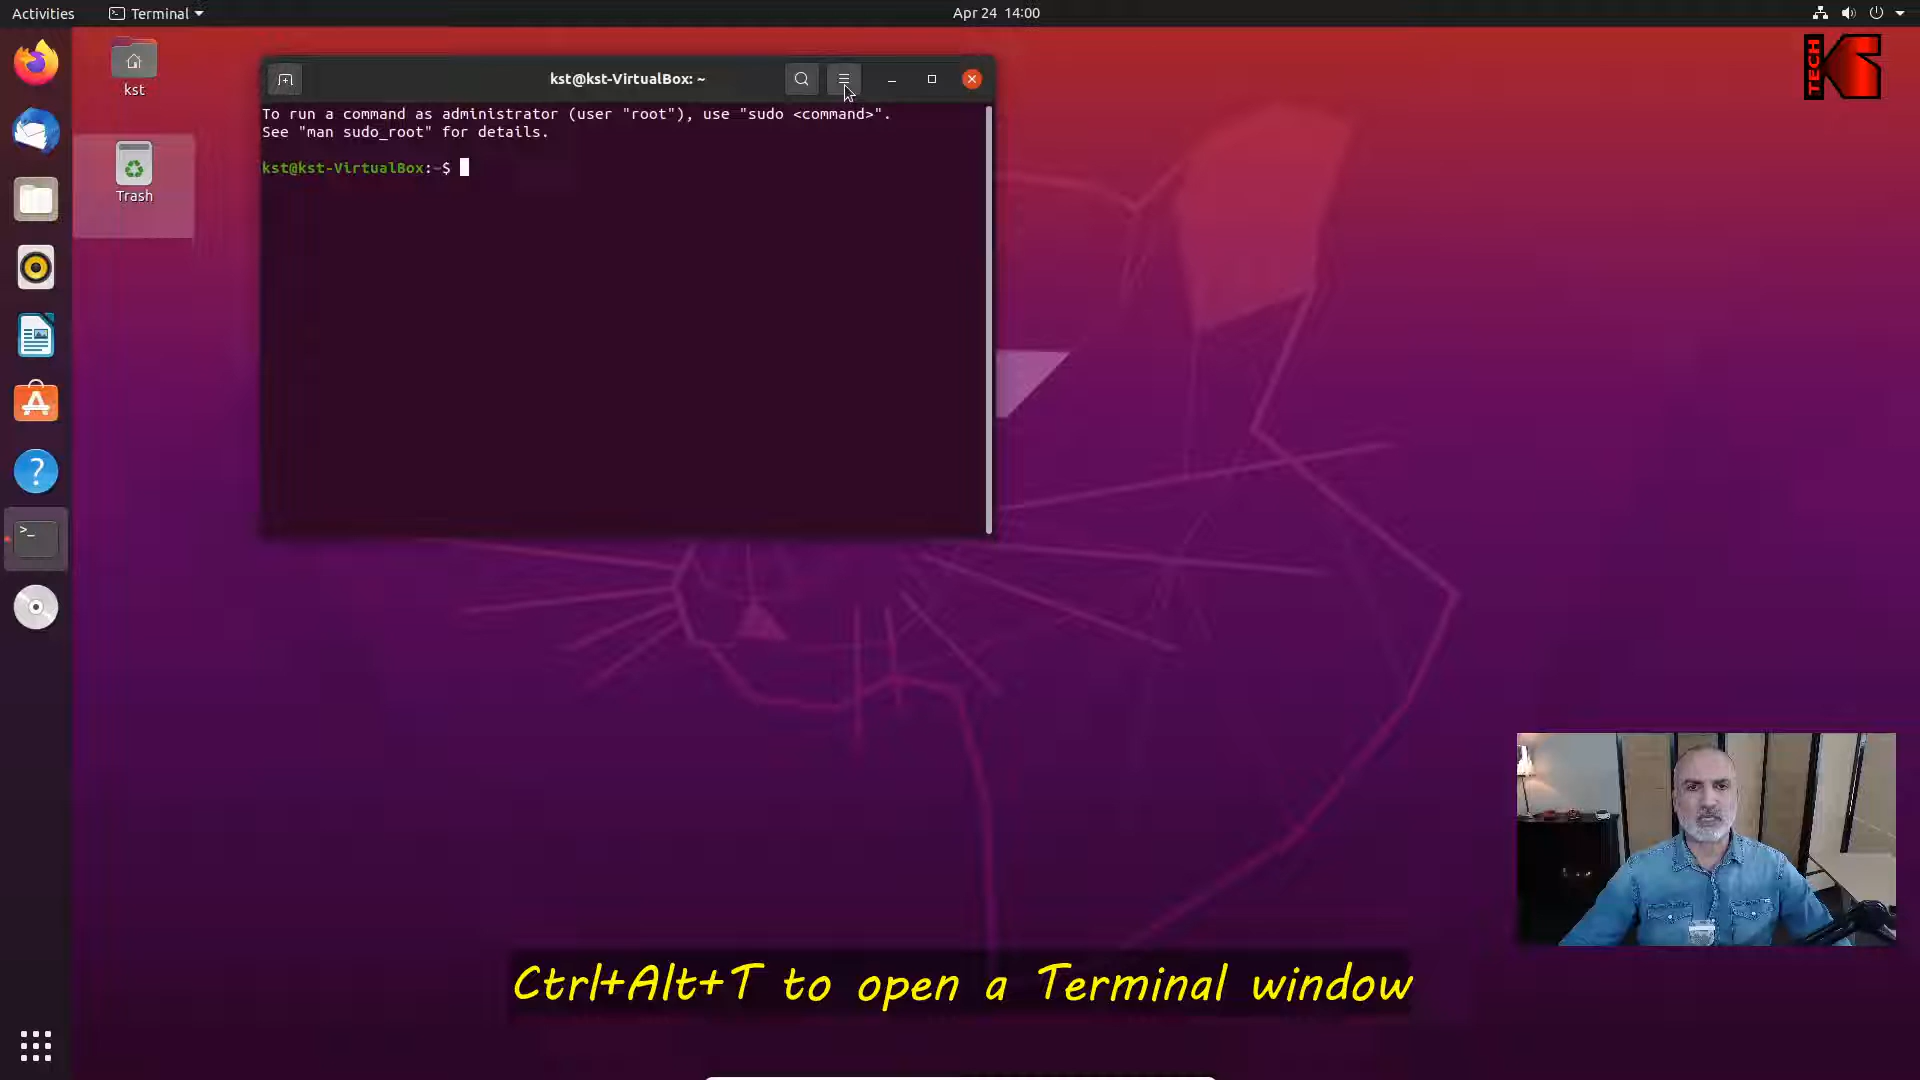 Activities
Terminal
Apr 24 14:00
TECH
K
kst
Trash
kst@kst-VirtualBox: ~
To run a command as administrator (user "root"), use "sudo <command>".
See "man sudo_root" for details.
kst@kst-VirtualBox:~$
Ctrl+Alt+T to open a Terminal window